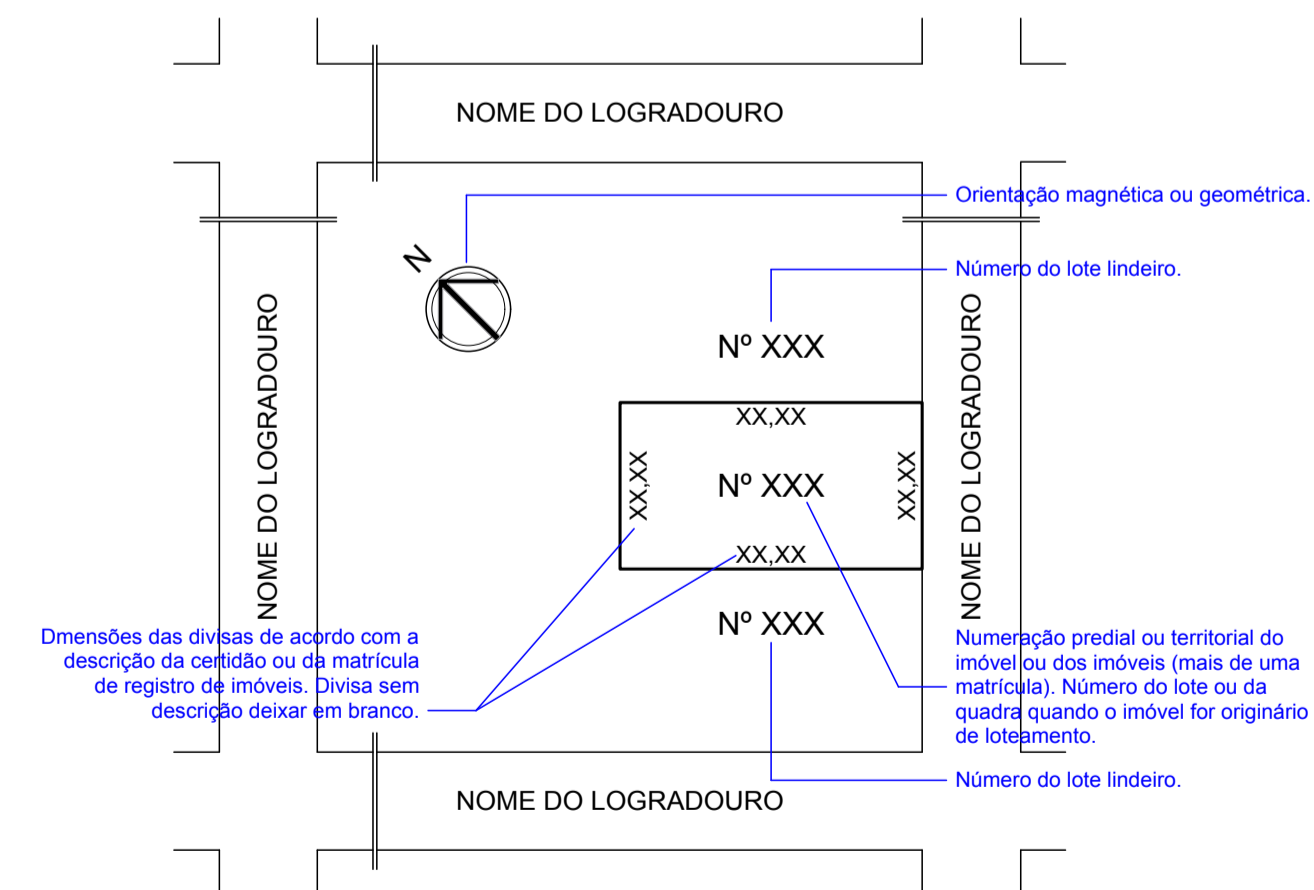 NOME DO LOGRADOURO
Orientação magnética ou geométrica.
N
Número do lote lindeiro.
NOME DO LOGRADOURO
NOME DO LOGRADOURO
Nº XXX
XX,XX
XX,XX
Nº XXX
XX,XX
XX,XX
Nº XXX
Dmensões das divisas de acordo com a
descrição da certidão ou da matrícula
de registro de imóveis. Divisa sem
descrição deixar em branco.
Numeração predial ou territorial do
imóvel ou dos imóveis (mais de uma
matrícula). Número do lote ou da
quadra quando o imóvel for originário
de loteamento.
Número do lote lindeiro.
NOME DO LOGRADOURO